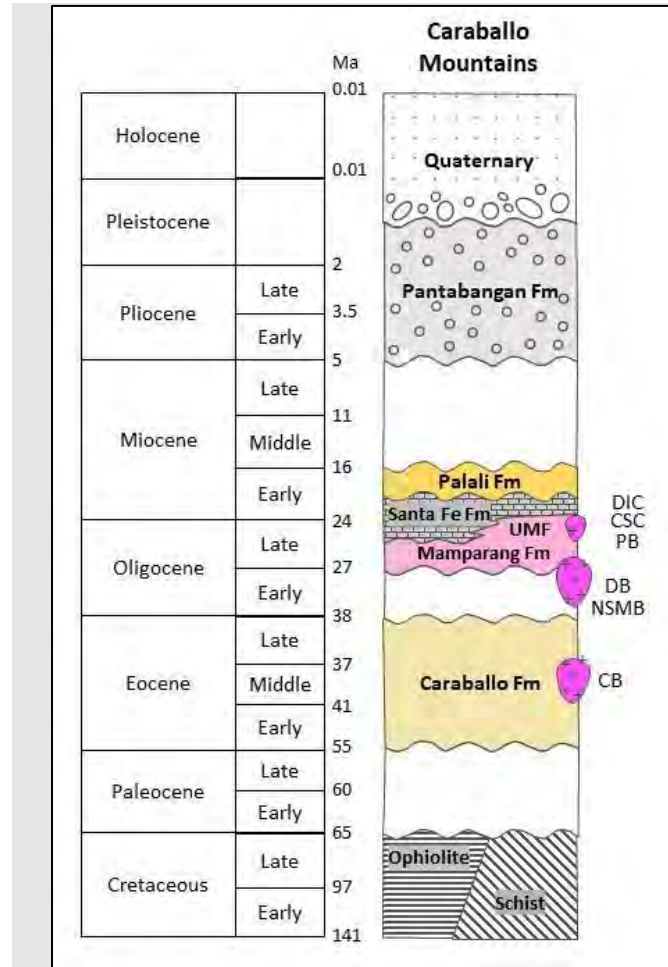 Caraballo
Mountains
Ma
0.01
Holocene
Quaternary
0.01
Pleistocene
2
Late
Pantabangan Fm
Pliocene
3.5
Early
5
Late
11
Miocene
Middle
16
Palali Fm
Early
DIC
Santa Fe Fm
CSC
24
UMF
PB
Late
Mamparang Fm
Oligocene
27
DB
Early
NSMB
38
Late
37
Eocene
Middle
Caraballo Fm
CB
41
Early
55
Late
Paleocene
60
Early
65
Ophiolite
Late
Cretaceous
97
Schist
Early
141